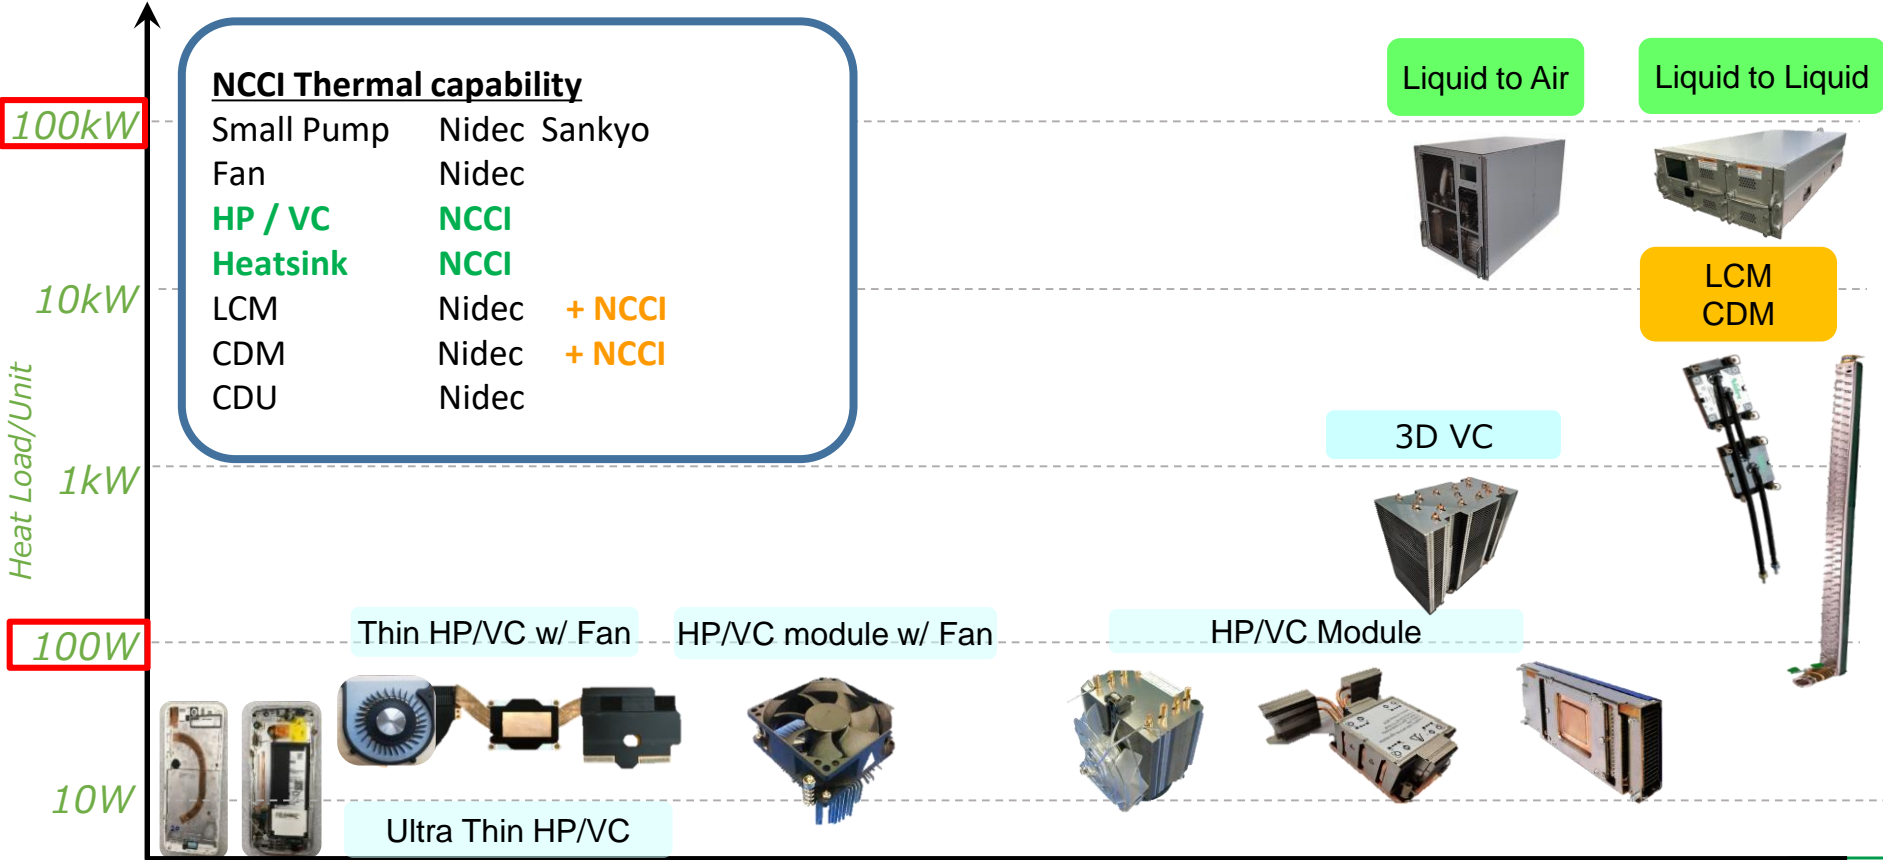 NCCI Thermal capability
Small Pump Nidec Sankyo
Fan Nidec
HP / VC NCCI
Heatsink NCCI
LCM Nidec + NCCI
CDM Nidec + NCCI
CDU Nidec
Liquid to Air
Liquid to Liquid
100kW
10kW
LCM
CDM
Heat Load/Unit
3D VC
1kW
Thin HP/VC w/ Fan
HP/VC module w/ Fan
HP/VC Module
100W
10W
Ultra Thin HP/VC